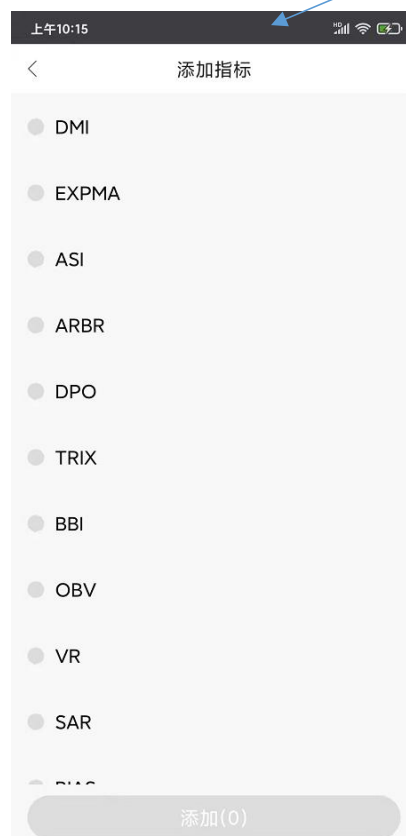 上午10:15
HD
添加指标
DMI
EXPMA
ASI
ARBR
DPO
TRIX
BBI
OBV
VR
SAR
添加(0)